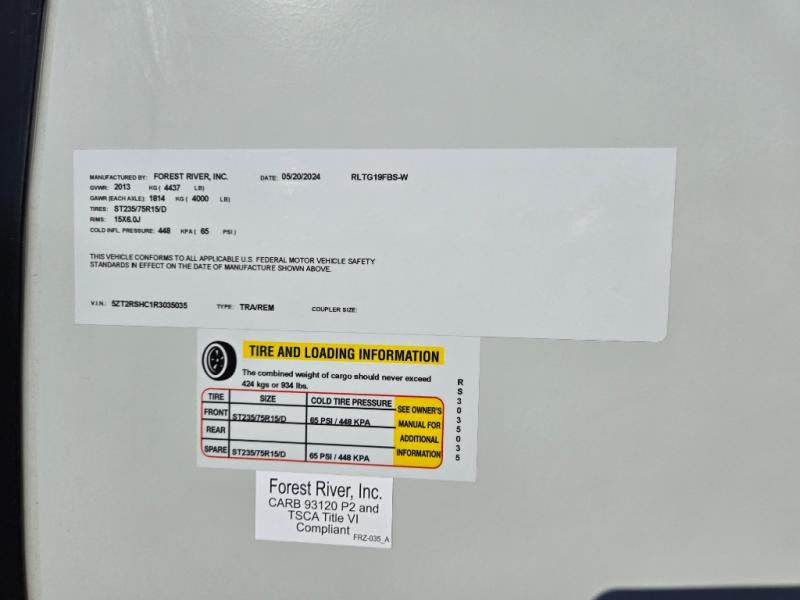 MANUFACTURED BY: FOREST RIVER, INC. DATE: 05/20/2024 RLTG19FBS-W
GVWR: 2013 KG ( 4437 LB)
GAWR (EACH AXLE): 1814 KG ( 4000 LB)
TIRES: ST235/75R15/D
RIMS: 15X6.0J
COLD INFL. PRESSURE: 448 KPA ( 65 PSI )
THIS VEHICLE CONFORMS TO ALL APPLICABLE U.S. FEDERAL MOTOR VEHICLE SAFETY
STANDARDS IN EFFECT ON THE DATE OF MANUFACTURE SHOWN ABOVE.
V.I.N.: 5ZT2RSHC1R3035035 TYPE: TRA/REM COUPLER SIZE:
TIRE AND LOADING INFORMATION
The combined weight of cargo should never exceed
424 kgs or 934 lbs.
TIRE SIZE COLD TIRE PRESSURE
FRONT ST235/75R15/D 65 PSI / 448 KPA
REAR
SPARE ST235/75R15/D 65 PSI / 448 KPA
SEE OWNER'S
MANUAL FOR
ADDITIONAL
INFORMATION
RS3035035
Forest River, Inc.
CARB 93120 P2 and
TSCA Title VI
Compliant
FRZ-035_A